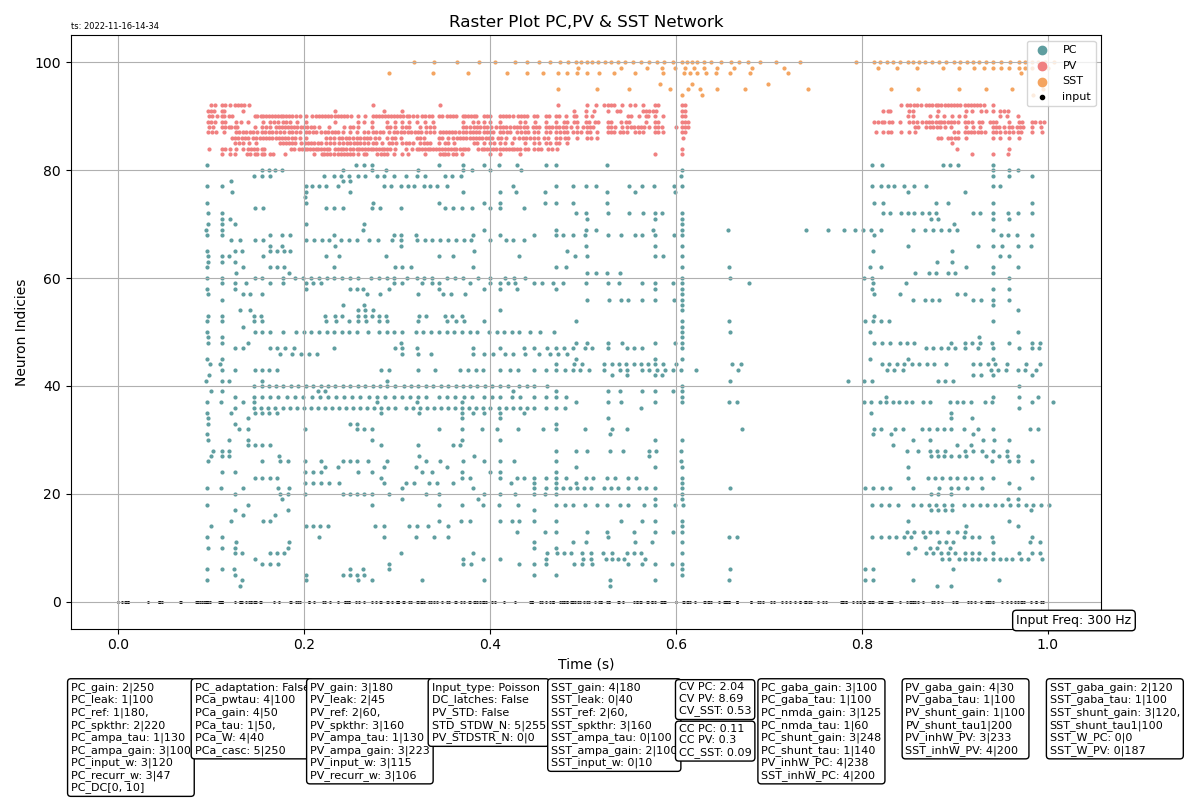 ts: 2022-11-16-14-34
Raster Plot PC,PV & SST Network
PC
PV
SST
input
100
80
60
40
20
0
Neuron Indicies
0.0
0.2
0.4
0.6
0.8
1.0
Input Freq: 300 Hz
Time (s)
PC_gain: 2|250
PC_leak: 1|100
PC_ref: 1|180,
PC_spkthr: 2|220
PC_ampa_tau: 1|130
PC_ampa_gain: 3|100
PC_input_w: 3|120
PC_recurr_w: 3|47
PC_DC[0, 10]
PC_adaptation: False
PCa_pwtau: 4|100
PCa_gain: 4|50
PCa_tau: 1|50,
PCa_W: 4|40
PCa_casc: 5|250
PV_gain: 3|180
PV_leak: 2|45
PV_ref: 2|60,
PV_spkthr: 3|160
PV_ampa_tau: 1|130
PV_ampa_gain: 3|223
PV_input_w: 3|115
PV_recurr_w: 3|106
Input_type: Poisson
DC_latches: False
PV_STD: False
STD_STDW_N: 5|255
PV_STDSTR_N: 0|0
SST_gain: 4|180
SST_leak: 0|40
SST_ref: 2|60,
SST_spkthr: 3|160
SST_ampa_tau: 0|100
SST_ampa_gain: 2|100
SST_input_w: 0|10
CV PC: 2.04
CV PV: 8.69
CV_SST: 0.53
CC PC: 0.11
CC PV: 0.3
CC_SST: 0.09
PC_gaba_gain: 3|100
PC_gaba_tau: 1|100
PC_nmda_gain: 3|125
PC_nmda_tau: 1|60
PC_shunt_gain: 3|248
PC_shunt_tau: 1|140
PV_inhW_PC: 4|238
SST_inhW_PC: 4|200
PV_gaba_gain: 4|30
PV_gaba_tau: 1|100
PV_shunt_gain: 1|100
PV_shunt_tau1|200
PV_inhW_PV: 3|233
SST_inhW_PV: 4|200
SST_gaba_gain: 2|120
SST_gaba_tau: 1|100
SST_shunt_gain: 3|120,
SST_shunt_tau1|100
SST_W_PC: 0|0
SST_W_PV: 0|187